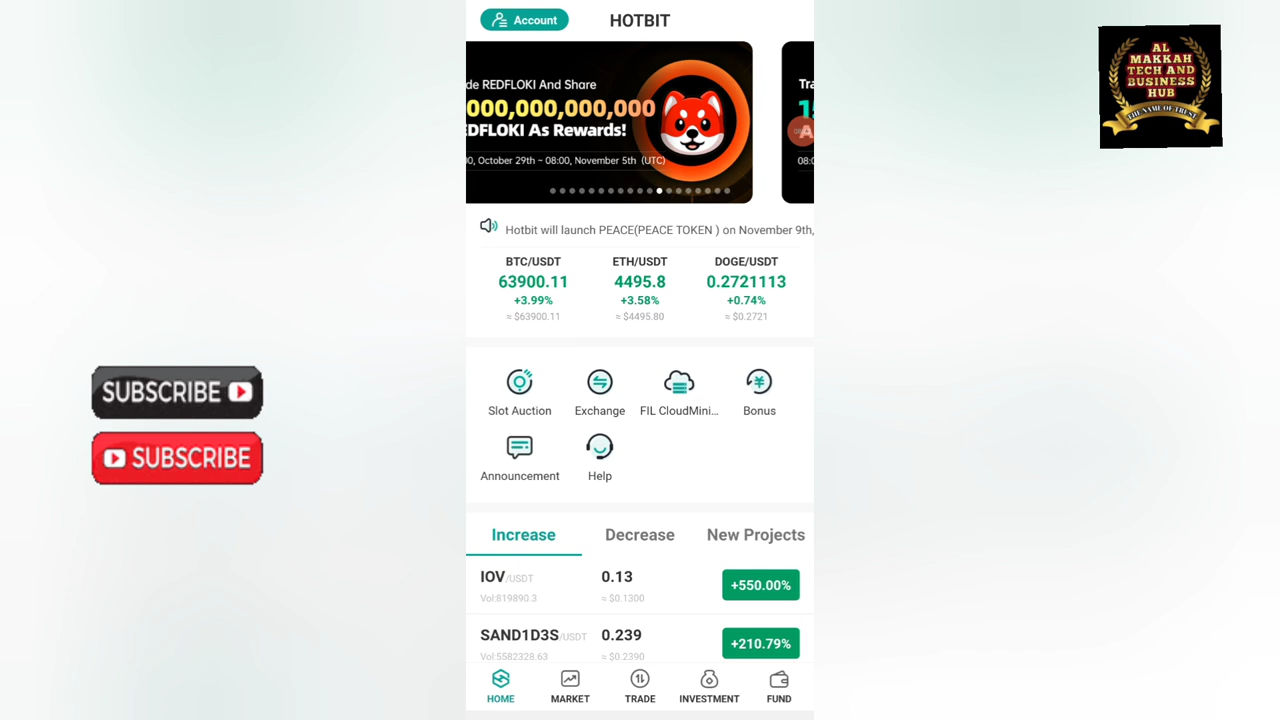 Account
HOTBIT
de REDFLOKI And Share
000,000,000,000
EDFLOKI As Rewards!
00, October 29th ~ 08:00, November 5th (UTC)
Tra
08:0
Hotbit will launch PEACE(PEACE TOKEN ) on November 9th,
BTC/USDT
63900.11
+3.99%
≈ $63900.11
ETH/USDT
4495.8
+3.58%
≈ $4495.80
DOGE/USDT
0.2721113
+0.74%
≈ $0.2721
Slot Auction
Exchange
FIL CloudMini...
Bonus
Announcement
Help
Increase
Decrease
New Projects
IOV/USDT
0.13
+550.00%
Vol:819890.3
≈ $0.1300
SAND1D3S/USDT
0.239
+210.79%
Vol:5582328.63
≈ $0.2390
HOME
MARKET
TRADE
INVESTMENT
FUND
SUBSCRIBE
SUBSCRIBE
AL
MAKKAH
TECH AND
BUSINESS
HUB
THE NAME OF TRUST